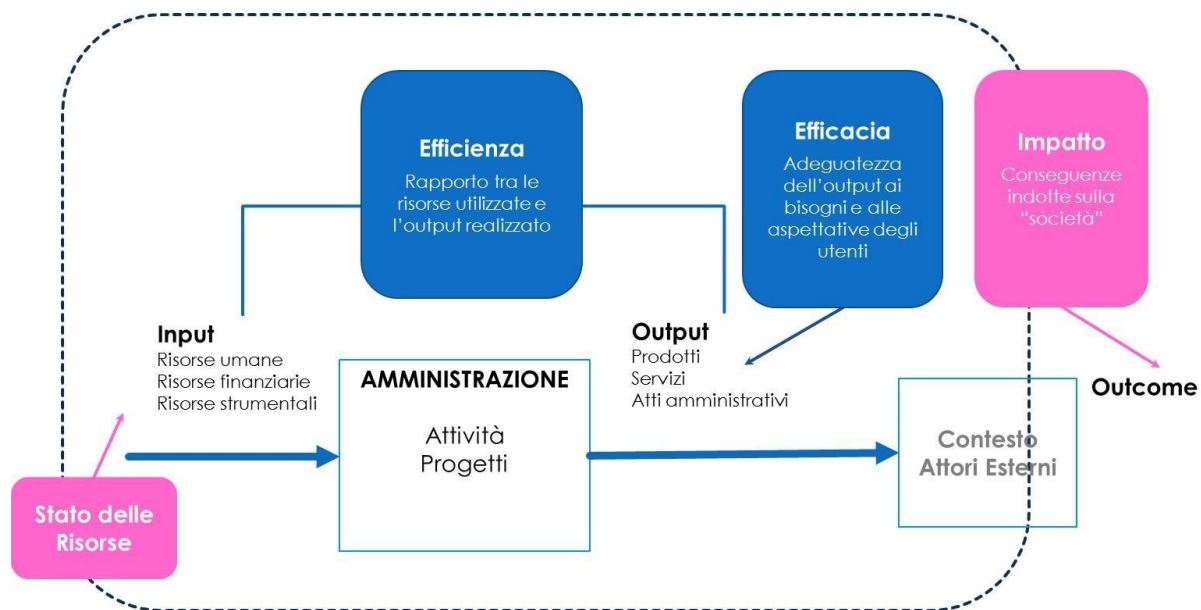 Efficienza
Rapporto tra le
risorse utilizzate e
l'output realizzato
Efficacia
Adeguatezza
dell'output ai
bisogni e alle
aspettative degli
utenti
Impatto
Conseguenze
indotte sulla
"società"
Input
Risorse umane
Risorse finanziarie
Risorse strumentali
AMMINISTRAZIONE
Attività
Progetti
Output
Prodotti
Servizi
Atti amministrativi
Outcome
Contesto
Attori Esterni
Stato delle
Risorse